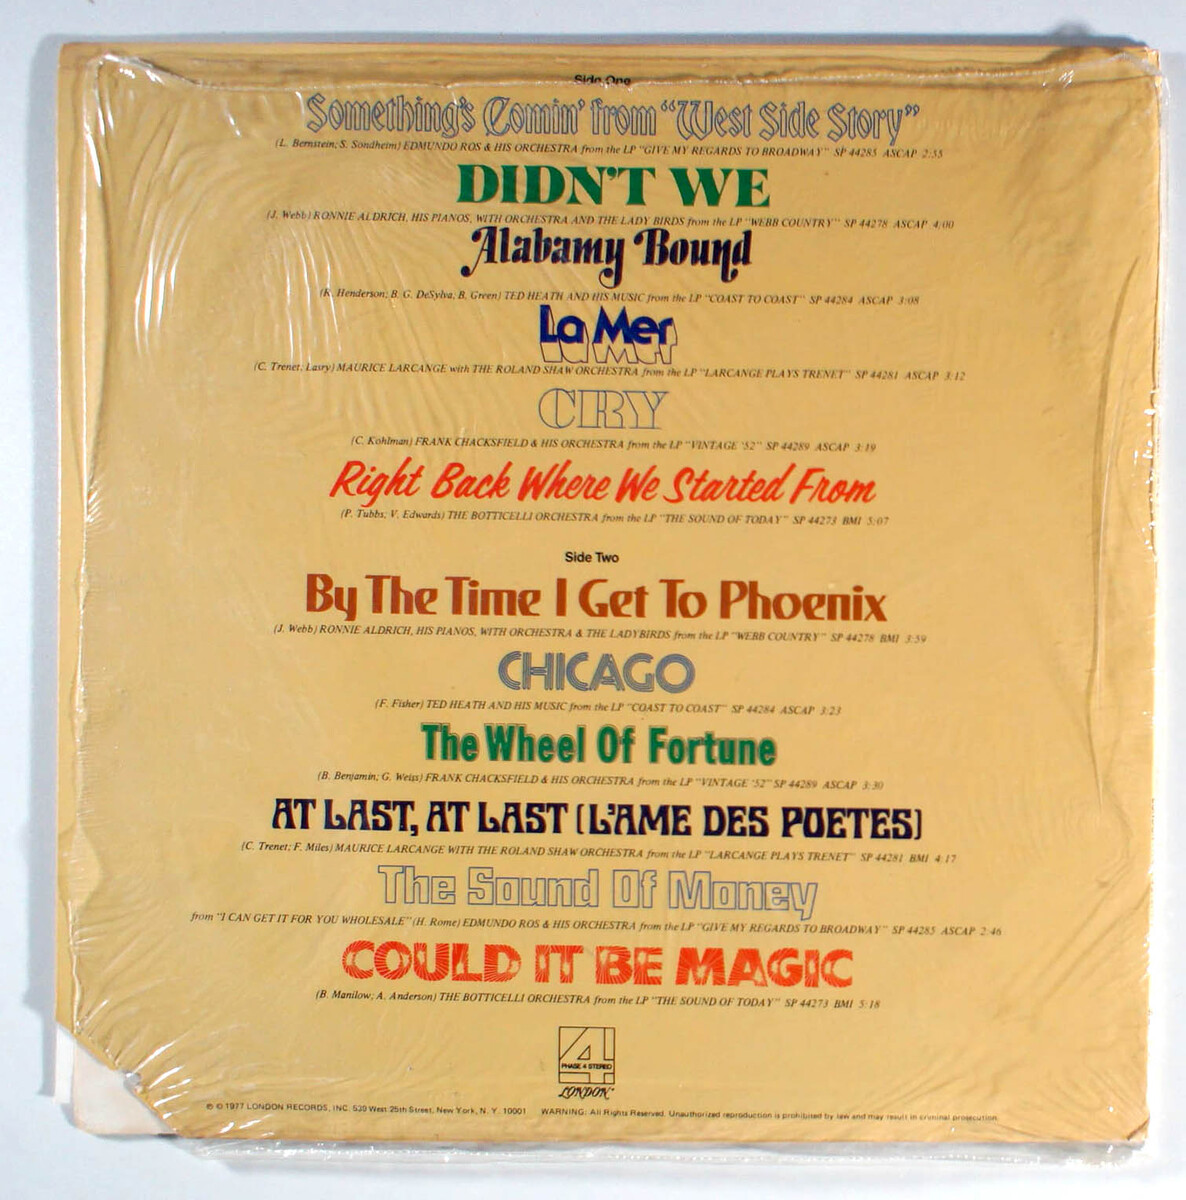 Side One
Something's Comin' from "West Side Story"
(L. Bernstein; S. Sondheim) EDMUNDO ROS & HIS ORCHESTRA from the LP "GIVE MY REGARDS TO BROADWAY" SP 44285 ASCAP 2:55
DIDN'T WE
(J. Webb) RONNIE ALDRICH, HIS PIANOS, WITH ORCHESTRA AND THE LADY BIRDS from the LP "WEBB COUNTRY" SP 44278 ASCAP 4:00
Alabamy Bound
(R. Henderson; B. G. DeSylva; B. Green) TED HEATH AND HIS MUSIC from the LP "COAST TO COAST" SP 44284 ASCAP 3:08
La Mer
(C. Trenet; Lasry) MAURICE LARCANGE with THE ROLAND SHAW ORCHESTRA from the LP "LARCANGE PLAYS TRENET" SP 44281 ASCAP 3:12
CRY
(C. Kohlman) FRANK CHACKSFIELD & HIS ORCHESTRA from the LP "VINTAGE '52" SP 44289 ASCAP 3:19
Right Back Where We Started From
(P. Tubbs; V. Edwards) THE BOTTICELLI ORCHESTRA from the LP "THE SOUND OF TODAY" SP 44273 BMI 5:07
Side Two
By The Time I Get To Phoenix
(J. Webb) RONNIE ALDRICH, HIS PIANOS, WITH ORCHESTRA & THE LADYBIRDS from the LP "WEBB COUNTRY" SP 44278 BMI 3:59
CHICAGO
(F. Fisher) TED HEATH AND HIS MUSIC from the LP "COAST TO COAST" SP 44284 ASCAP 3:23
The Wheel Of Fortune
(B. Benjamin; G. Weiss) FRANK CHACKSFIELD & HIS ORCHESTRA from the LP "VINTAGE '52" SP 44289 ASCAP 3:30
AT LAST, AT LAST (L'AME DES POETES)
(C. Trenet; F. Miles) MAURICE LARCANGE WITH THE ROLAND SHAW ORCHESTRA from the LP "LARCANGE PLAYS TRENET" SP 44281 BMI 4:17
The Sound Of Money
from "I CAN GET IT FOR YOU WHOLESALE" (H. Rome) EDMUNDO ROS & HIS ORCHESTRA from the LP "GIVE MY REGARDS TO BROADWAY" SP 44285 ASCAP 2:46
COULD IT BE MAGIC
(B. Manilow; A. Anderson) THE BOTTICELLI ORCHESTRA from the LP "THE SOUND OF TODAY" SP 44273 BMI 5:18
4
PHASE 4 STEREO
LONDON
℗ © 1977 LONDON RECORDS, INC. 539 West 25th Street, New York, N. Y. 10001 WARNING: All Rights Reserved. Unauthorized reproduction is prohibited by law and may result in criminal prosecution.